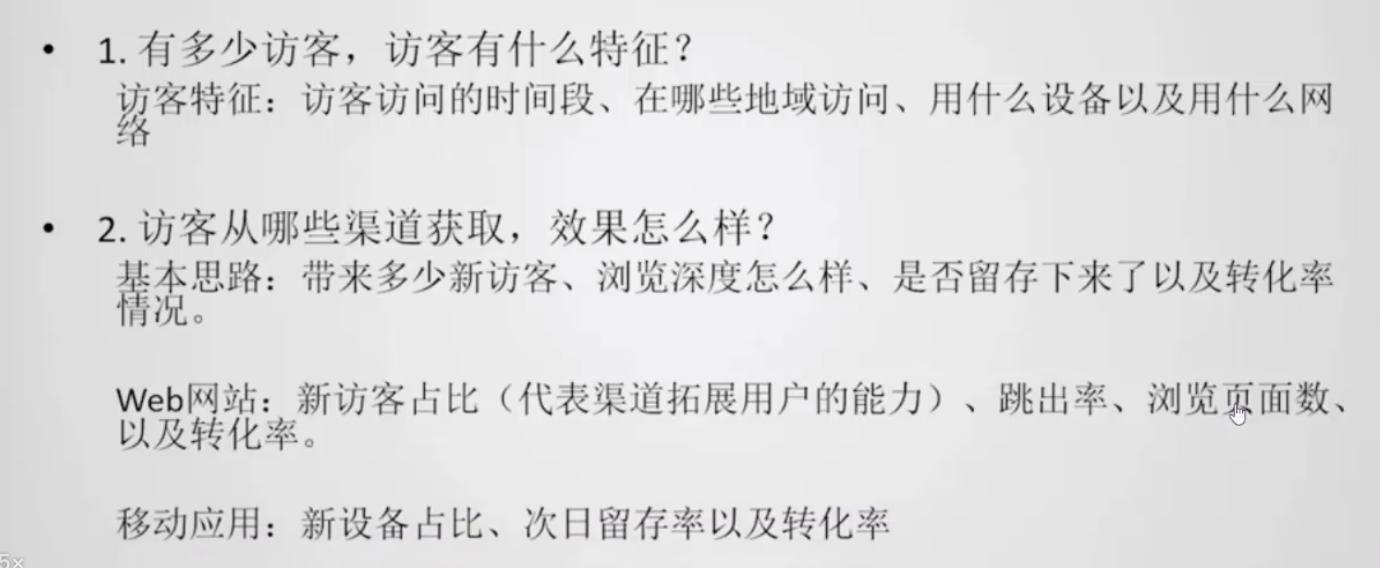 • 1. 有多少访客，访客有什么特征？
访客特征：访客访问的时间段、在哪些地域访问、用什么设备以及用什么网
络
• 2. 访客从哪些渠道获取，效果怎么样？
基本思路：带来多少新访客、浏览深度怎么样、是否留存下来了以及转化率
情况。
Web网站：新访客占比（代表渠道拓展用户的能力）、跳出率、浏览页面数、
以及转化率。
移动应用：新设备占比、次日留存率以及转化率
5×